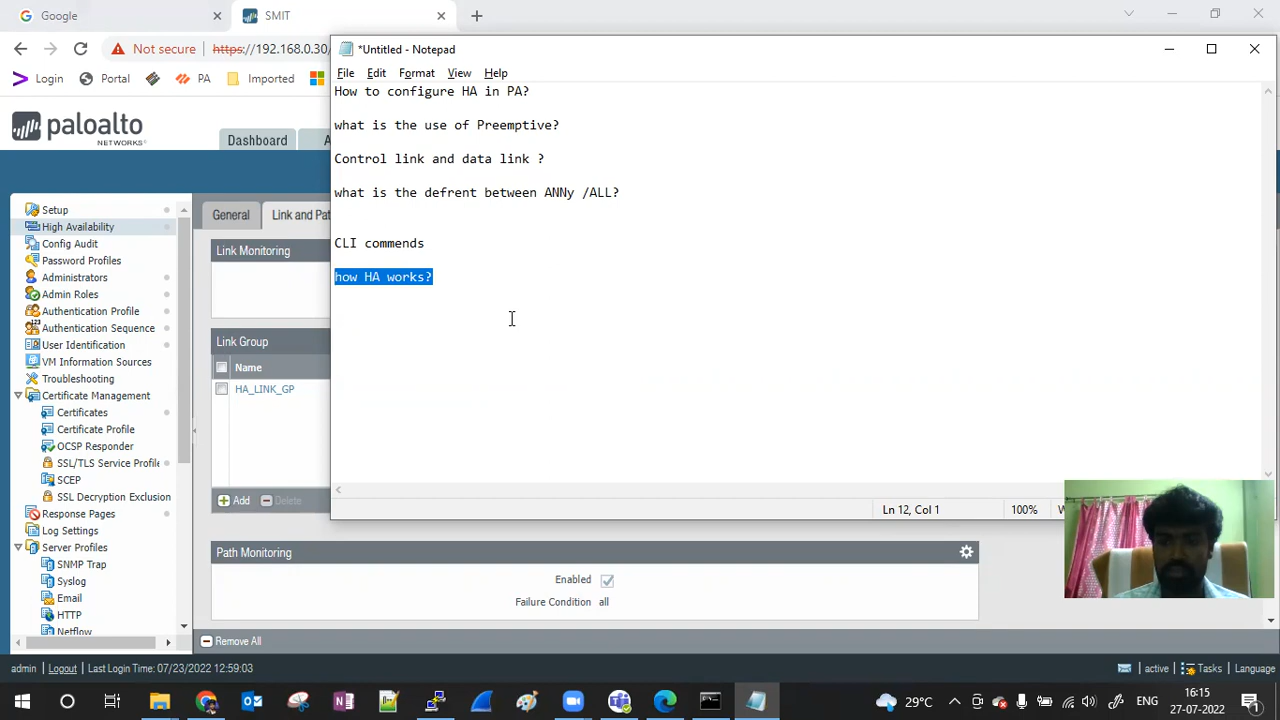 Google
SMIT
Not secure
https://192.168.0.30/
Login
Portal
PA
Imported
*Untitled - Notepad
File Edit Format View Help
How to configure HA in PA?
what is the use of Preemptive?
Control link and data link ?
what is the defrent between ANNy /ALL?
CLI commends
how HA works?
Ln 12, Col 1
100%
paloalto
NETWORKS
Dashboard
Setup
High Availability
Config Audit
Password Profiles
Administrators
Admin Roles
Authentication Profile
Authentication Sequence
User Identification
VM Information Sources
Troubleshooting
Certificate Management
Certificates
Certificate Profile
OCSP Responder
SSL/TLS Service Profile
SCEP
SSL Decryption Exclusion
Response Pages
Log Settings
Server Profiles
SNMP Trap
Syslog
Email
HTTP
Netflow
General
Link and Pat
Link Monitoring
Link Group
Name
HA_LINK_GP
Add
Delete
Path Monitoring
Enabled
Failure Condition all
Remove All
admin
Logout
Last Login Time: 07/23/2022 12:59:03
active
Tasks
Language
29°C
ENG
16:15
27-07-2022
1